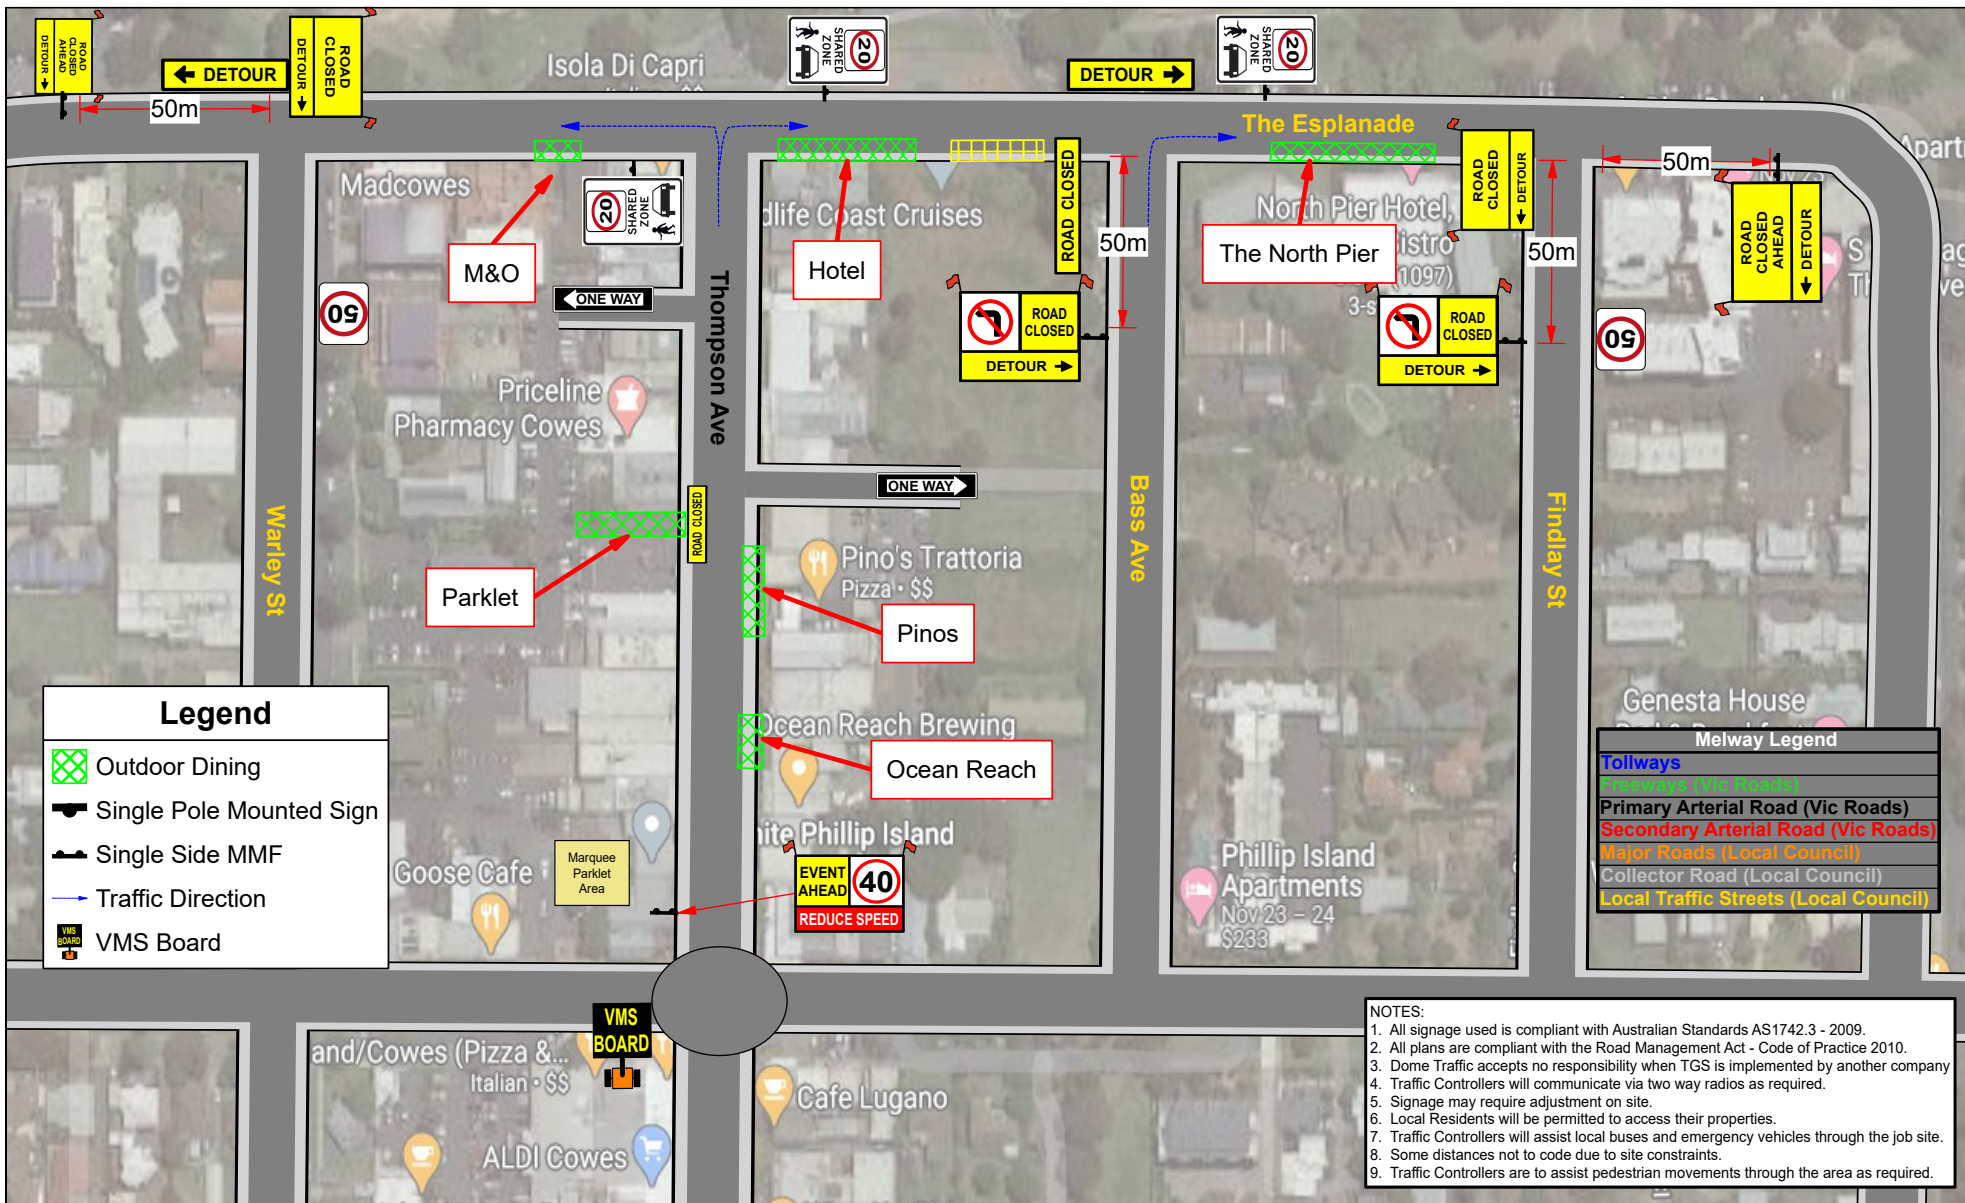 ROAD
CLOSED
AHEAD
DETOUR
DETOUR
ROAD
CLOSED
DETOUR
50m
Isola Di Capri
SHARED
ZONE
20
DETOUR
SHARED
ZONE
20
The Esplanade
Madcowes
SHARED
ZONE
20
M&O
Hotel
dlife Coast Cruises
ROAD CLOSED
50m
North Pier Hotel,
istro
1097)
3-s
The North Pier
ROAD
CLOSED
DETOUR
50m
50m
ROAD
CLOSED
AHEAD
DETOUR
Apart
50
ONE WAY
Thompson Ave
ROAD
CLOSED
DETOUR
ROAD
CLOSED
DETOUR
50
Priceline
Pharmacy Cowes
ONE WAY
ROAD CLOSED
Warley St
Bass Ave
Findlay St
Parklet
Pino's Trattoria
Pizza • $$
Pinos
Ocean Reach Brewing
Ocean Reach
Genesta House
Legend
Outdoor Dining
Single Pole Mounted Sign
Single Side MMF
Traffic Direction
VMS
BOARD
VMS Board
Melway Legend
Tollways
Freeways (Vic Roads)
Primary Arterial Road (Vic Roads)
Secondary Arterial Road (Vic Roads)
Major Roads (Local Council)
Collector Road (Local Council)
Local Traffic Streets (Local Council)
Goose Cafe
Marquee
Parklet
Area
nite Phillip Island
EVENT
AHEAD
40
REDUCE SPEED
Phillip Island
Apartments
Nov 23 – 24
$233
VMS
BOARD
and/Cowes (Pizza &...
Italian • $$
Cafe Lugano
ALDI Cowes
NOTES:
1. All signage used is compliant with Australian Standards AS1742.3 - 2009.
2. All plans are compliant with the Road Management Act - Code of Practice 2010.
3. Dome Traffic accepts no responsibility when TGS is implemented by another company
4. Traffic Controllers will communicate via two way radios as required.
5. Signage may require adjustment on site.
6. Local Residents will be permitted to access their properties.
7. Traffic Controllers will assist local buses and emergency vehicles through the job site.
8. Some distances not to code due to site constraints.
9. Traffic Controllers are to assist pedestrian movements through the area as required.